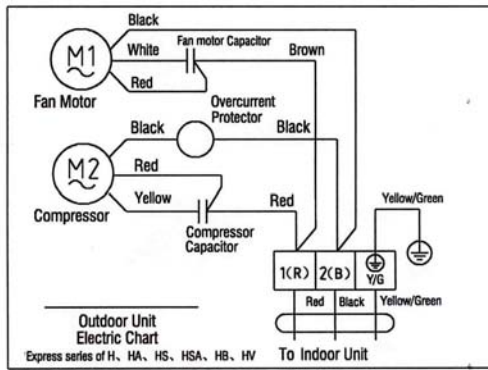 Black
White
Fan motor Capacitor
Brown
M1
Red
Fan Motor
Overcurrent
Protector
Black
Black
M2
Red
Yellow
Red
Yellow/Green
Compressor
Compressor
Capacitor
1(R)
2(B)
Y/G
Red
Black
Yellow/Green
Outdoor Unit
Electric Chart
Express series of H、HA、HS、HSA、HB、HV
To Indoor Unit